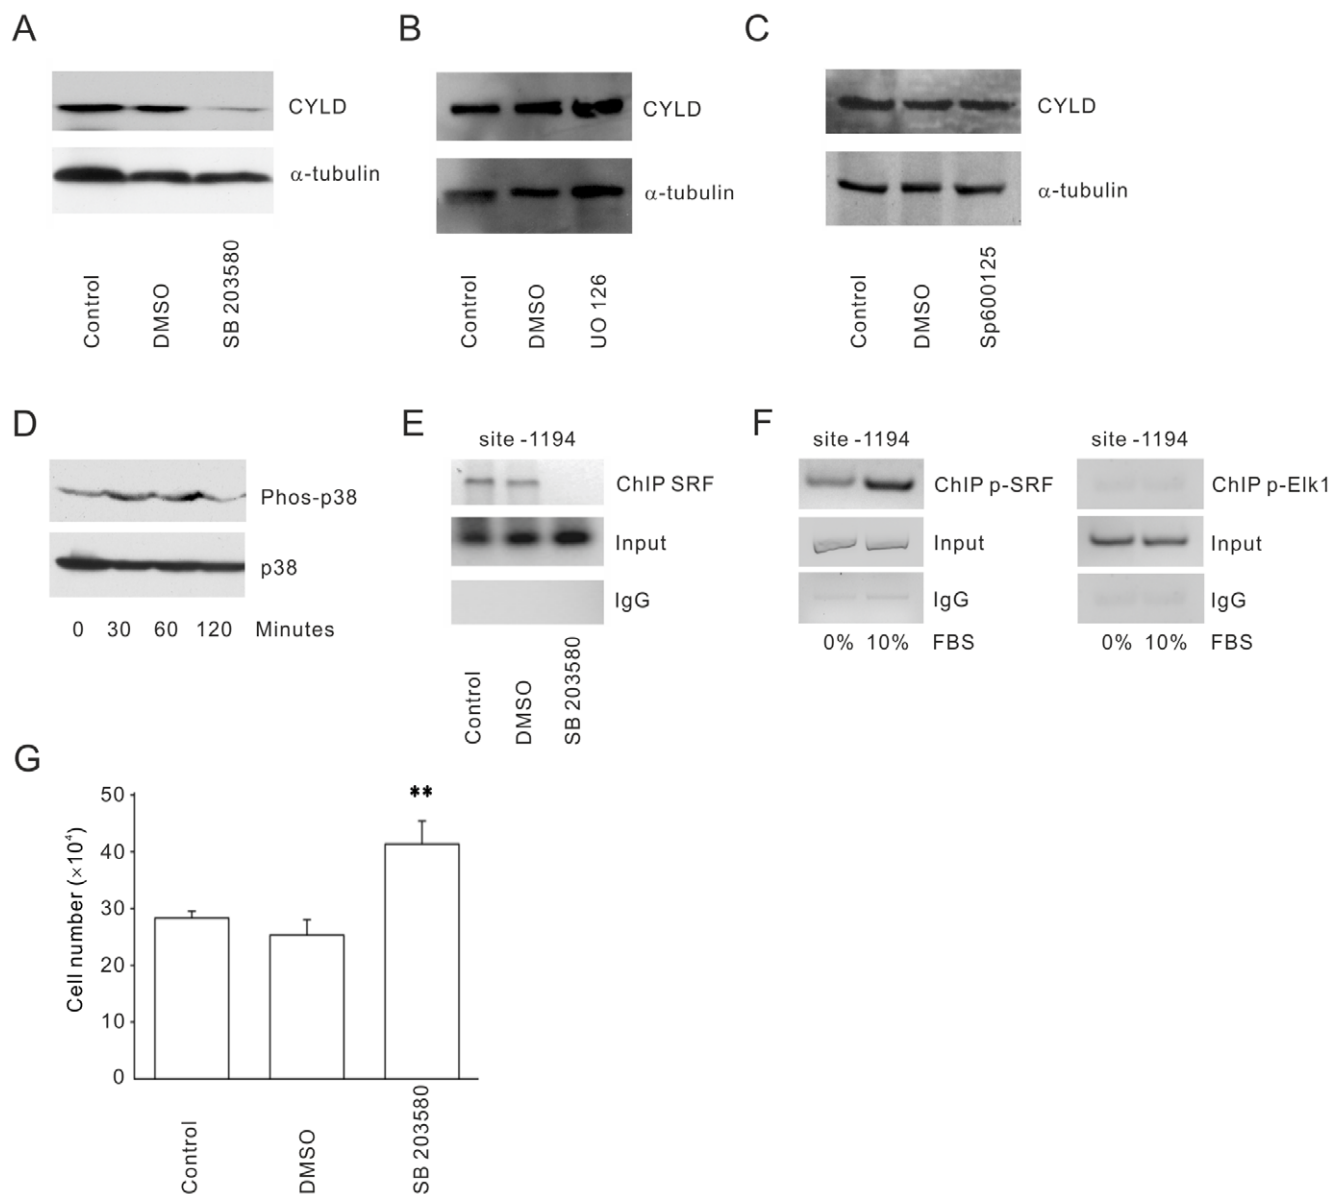 A
CYLD
α-tubulin
Control
DMSO
SB 203580
B
CYLD
α-tubulin
Control
DMSO
UO 126
C
CYLD
α-tubulin
Control
DMSO
Sp600125
D
Phos-p38
p38
0 30 60 120 Minutes
E
site -1194
ChIP SRF
Input
IgG
Control
DMSO
SB 203580
F
site -1194
ChIP p-SRF
Input
IgG
0% 10% FBS
site -1194
ChIP p-Elk1
Input
IgG
0% 10% FBS
G
Cell number (×10⁴)
50
40
30
20
10
0
**
Control
DMSO
SB 203580